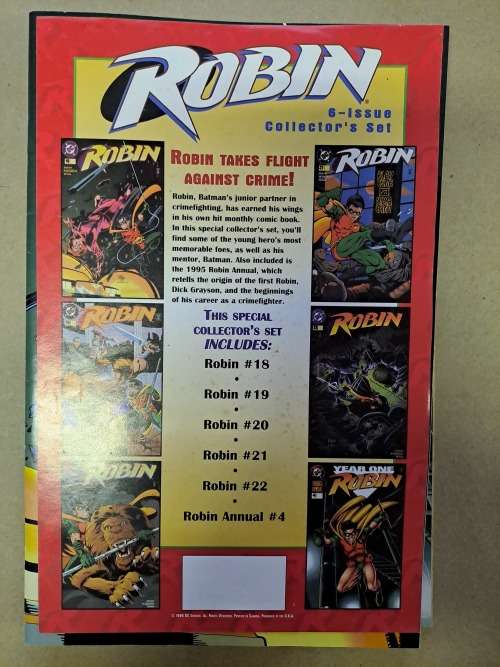 ROBIN
6-Issue
Collector's Set
ROBIN TAKES FLIGHT
AGAINST CRIME!
Robin, Batman's junior partner in
crimefighting, has earned his wings
in his own hit monthly comic book.
In this special collector's set, you'll
find some of the young hero's most
memorable foes, as well as his
mentor, Batman. Also included is
the 1995 Robin Annual, which
retells the origin of the first Robin,
Dick Grayson, and the beginnings
of his career as a crimefighter.
THIS SPECIAL
COLLECTOR'S SET
INCLUDES:
Robin #18
•
Robin #19
•
Robin #20
•
Robin #21
•
Robin #22
•
Robin Annual #4
ROBIN
ROBIN
ROBIN
ROBIN
ROBIN
YEAR ONE
ROBIN